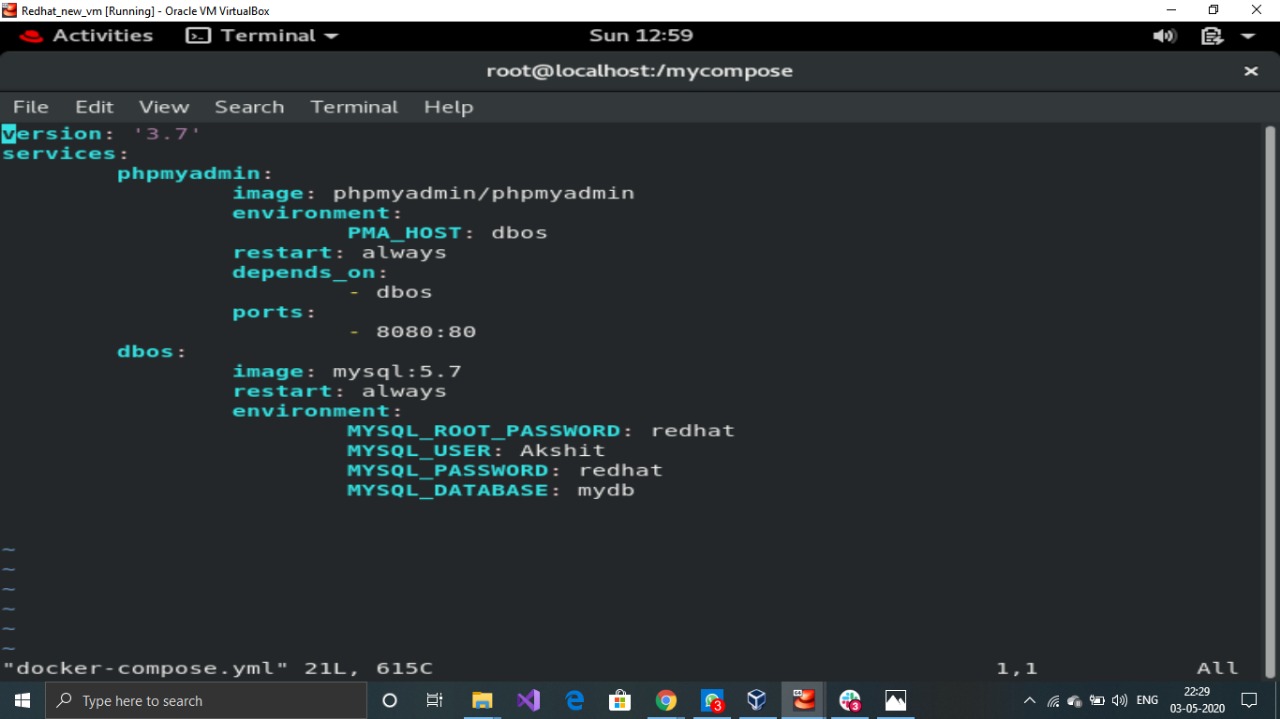 Redhat_new_vm [Running] - Oracle VM VirtualBox
Activities Terminal Sun 12:59
root@localhost:/mycompose
File Edit View Search Terminal Help
version: '3.7'
services:
phpmyadmin:
image: phpmyadmin/phpmyadmin
environment:
PMA_HOST: dbos
restart: always
depends_on:
- dbos
ports:
- 8080:80
dbos:
image: mysql:5.7
restart: always
environment:
MYSQL_ROOT_PASSWORD: redhat
MYSQL_USER: Akshit
MYSQL_PASSWORD: redhat
MYSQL_DATABASE: mydb
~
~
~
~
~
~
"docker-compose.yml" 21L, 615C 1,1 All
Type here to search 3 3 ENG 22:29
03-05-2020